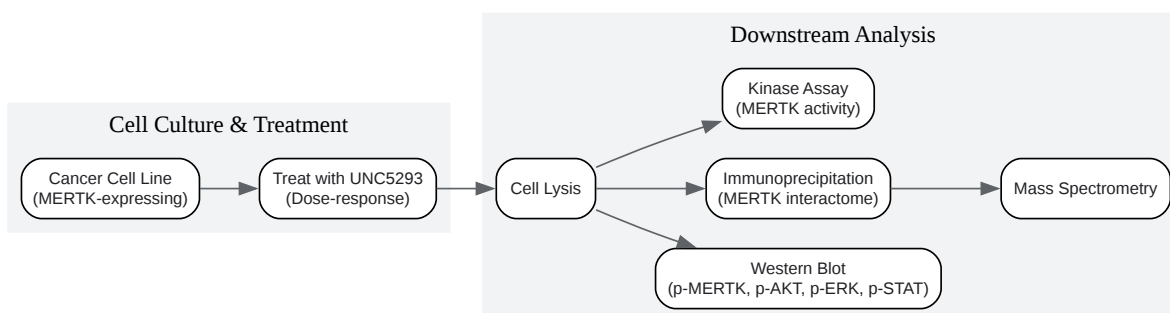 Cell Culture & Treatment
Cancer Cell Line
(MERTK-expressing)
Treat with UNC5293
(Dose-response)
Downstream Analysis
Cell Lysis
Kinase Assay
(MERTK activity)
Immunoprecipitation
(MERTK interactome)
Mass Spectrometry
Western Blot
(p-MERTK, p-AKT, p-ERK, p-STAT)